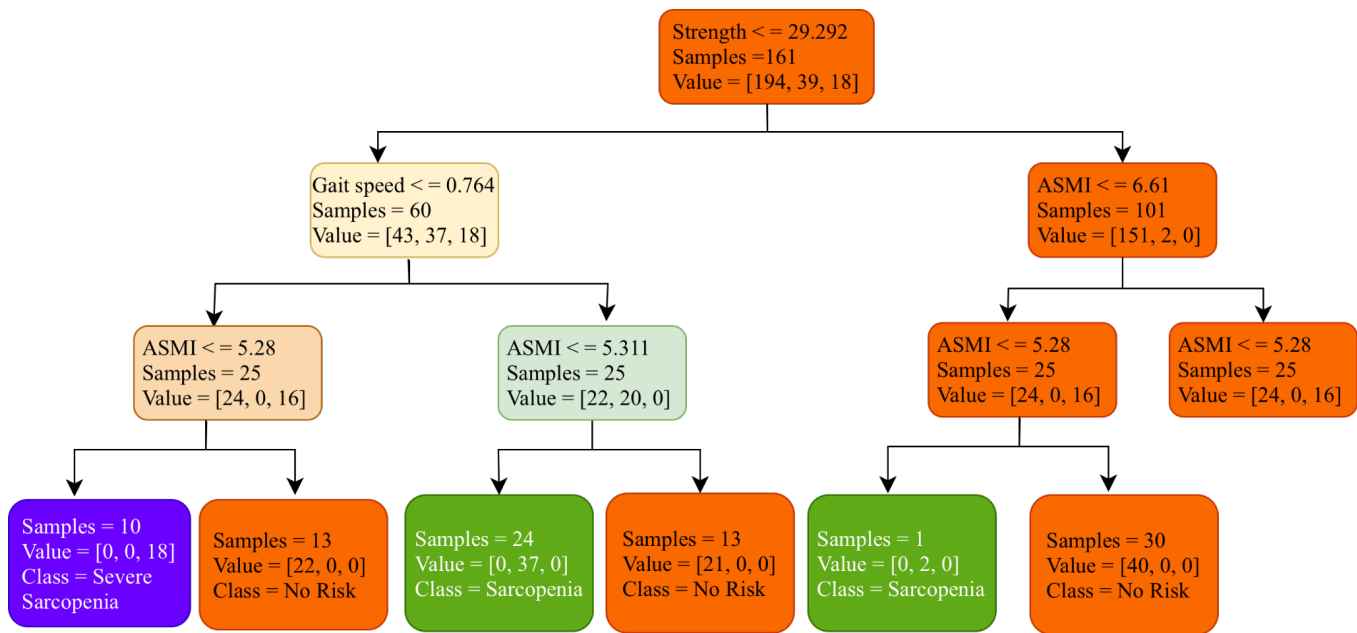 Strength < = 29.292
Samples =161
Value = [194, 39, 18]
Gait speed < = 0.764
Samples = 60
Value = [43, 37, 18]
ASMI < = 6.61
Samples = 101
Value = [151, 2, 0]
ASMI < = 5.28
Samples = 25
Value = [24, 0, 16]
ASMI < = 5.311
Samples = 25
Value = [22, 20, 0]
ASMI < = 5.28
Samples = 25
Value = [24, 0, 16]
ASMI < = 5.28
Samples = 25
Value = [24, 0, 16]
Samples = 10
Value = [0, 0, 18]
Class = Severe
Sarcopenia
Samples = 13
Value = [22, 0, 0]
Class = No Risk
Samples = 24
Value = [0, 37, 0]
Class = Sarcopenia
Samples = 13
Value = [21, 0, 0]
Class = No Risk
Samples = 1
Value = [0, 2, 0]
Class = Sarcopenia
Samples = 30
Value = [40, 0, 0]
Class = No Risk